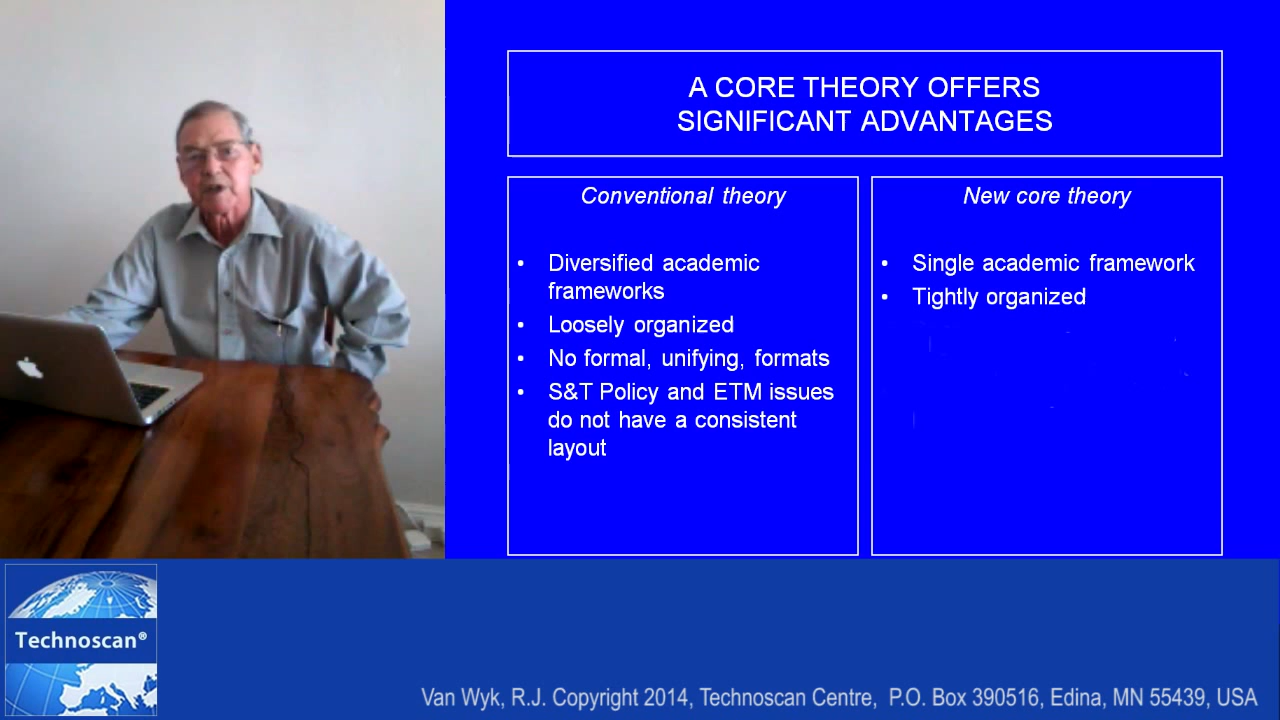 A CORE THEORY OFFERS
SIGNIFICANT ADVANTAGES
Conventional theory
• Diversified academic
frameworks
• Loosely organized
• No formal, unifying, formats
• S&T Policy and ETM issues
do not have a consistent
layout
New core theory
• Single academic framework
• Tightly organized
Technoscan®
Van Wyk, R.J. Copyright 2014, Technoscan Centre, P.O. Box 390516, Edina, MN 55439, USA